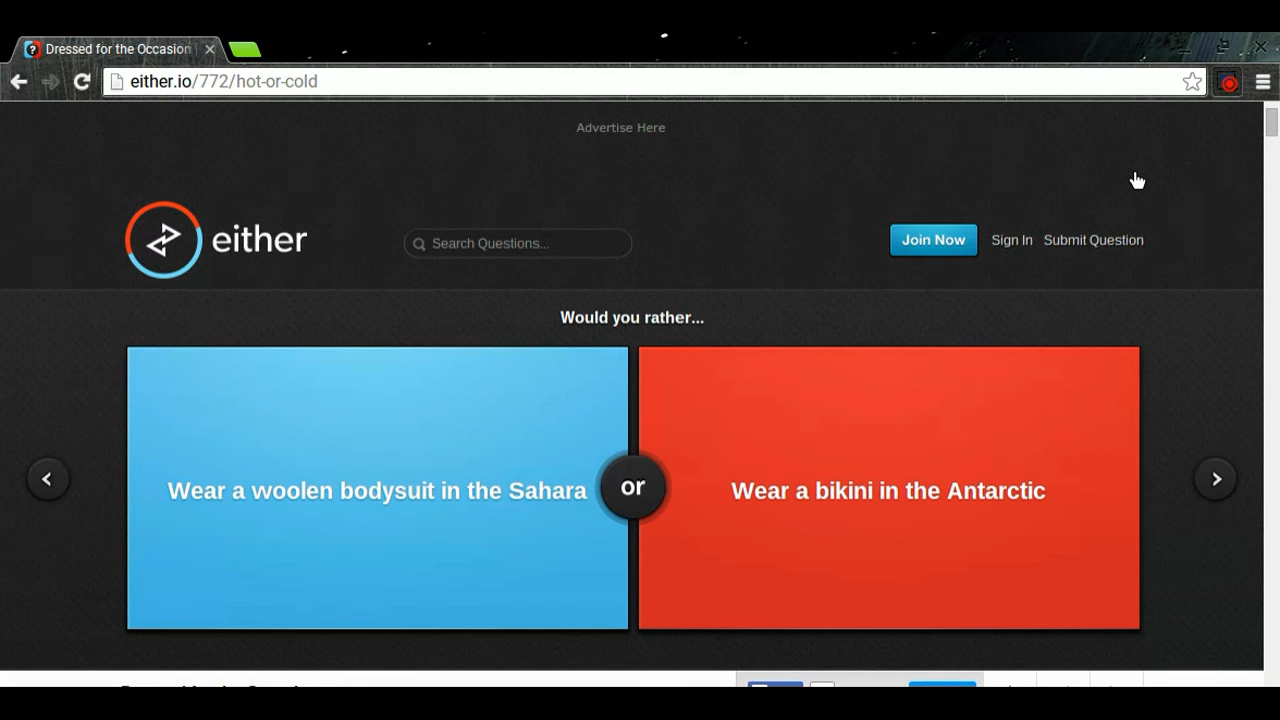 Dressed for the Occasion
either.io/772/hot-or-cold
Advertise Here
either
Search Questions...
Join Now
Sign In
Submit Question
Would you rather...
Wear a woolen bodysuit in the Sahara
or
Wear a bikini in the Antarctic